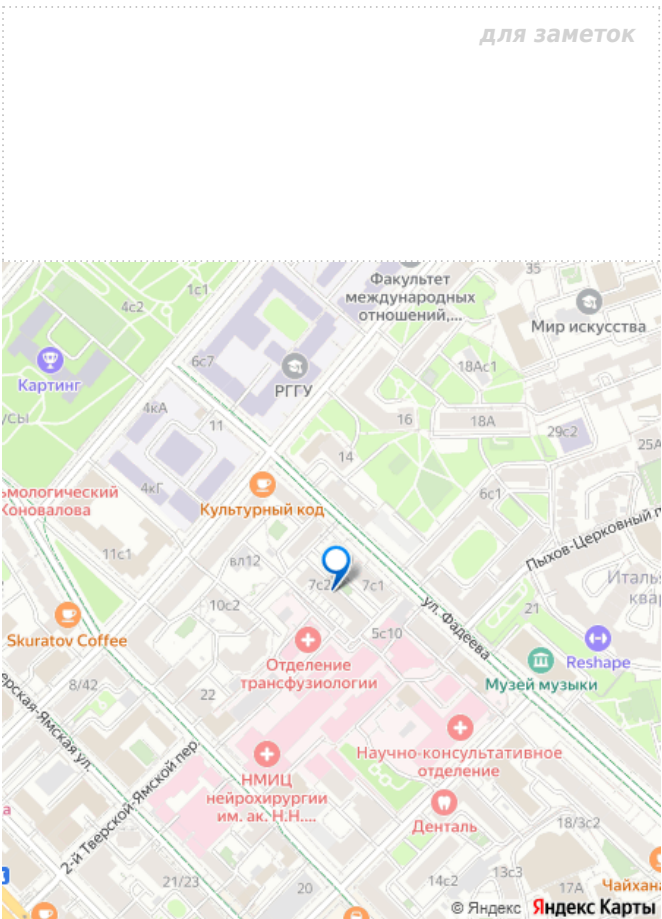 для заметок
35
Факультет
международных
отношений,...
1с1
4с2
Мир искусства
6с7
РГГУ
18Ас1
Картинг
4кА
11
16
18А
29с2
25А
14
4кГ
6с1
Культурный код
Коновалова
11с1
Пыхов-Церковный п
вл12
7с2
7с1
10с2
ул. Фадеева
21
Skuratov Coffee
5с10
Reshape
Отделение
трансфузиологии
Музей музыки
8/42
22
2-й Тверской-Ямской пер.
Научно-консультативное
отделение
НМИЦ
нейрохирургии
им. ак. Н.Н....
Денталь
18/3с2
21/23
20
14с2
13с3
17А
Чайхана
© Яндекс Яндекс Карты